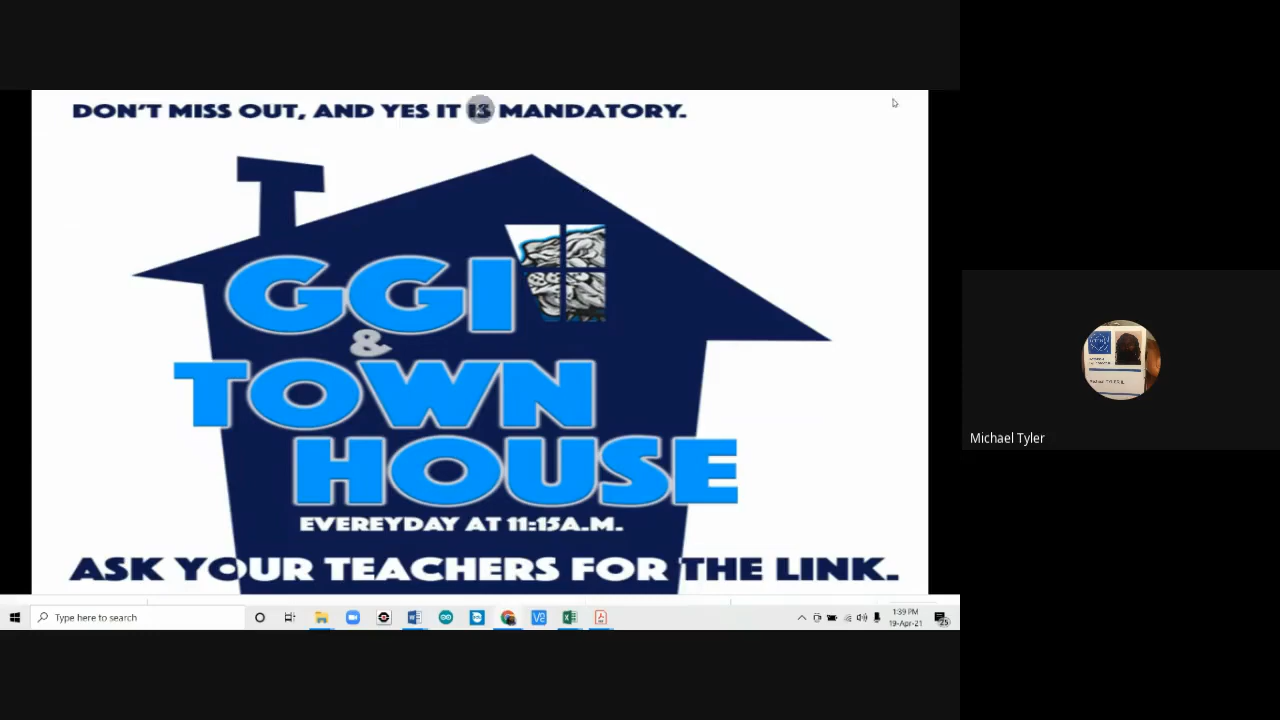 DON'T MISS OUT, AND YES IT IS MANDATORY.
GGI
&
TOWN
HOUSE
EVEREYDAY AT 11:15A.M.
ASK YOUR TEACHERS FOR THE LINK.
Michael Tyler
Type here to search
1:39 PM
19-Apr-21
25